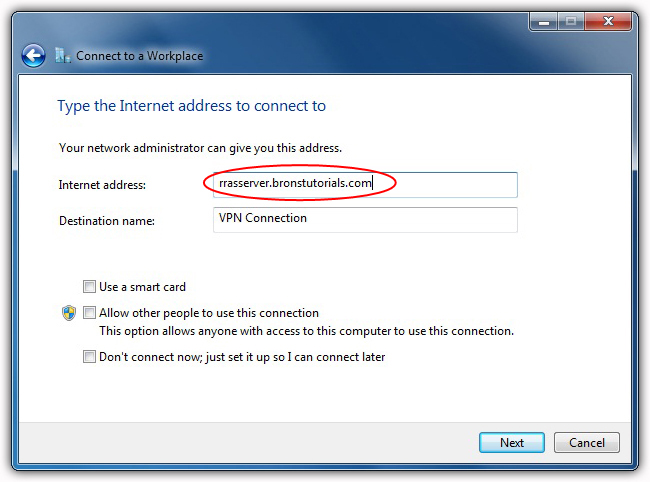 Connect to a Workplace
Type the Internet address to connect to
Your network administrator can give you this address.
Internet address: rrasserver.bronstutorials.com
Destination name: VPN Connection
Use a smart card
Allow other people to use this connection
This option allows anyone with access to this computer to use this connection.
Don't connect now; just set it up so I can connect later
Next Cancel